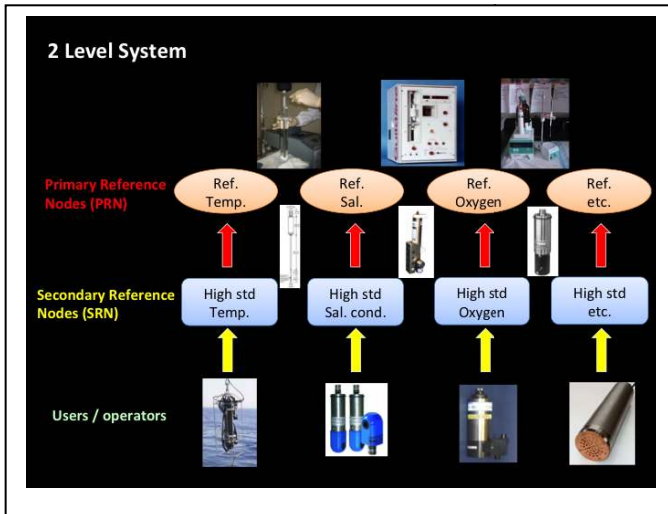 2 Level System
Primary Reference
Nodes (PRN)
Ref.
Temp.
Ref.
Sal.
Ref.
Oxygen
Ref.
etc.
Secondary Reference
Nodes (SRN)
High std
Temp.
High std
Sal. cond.
High std
Oxygen
High std
etc.
Users / operators